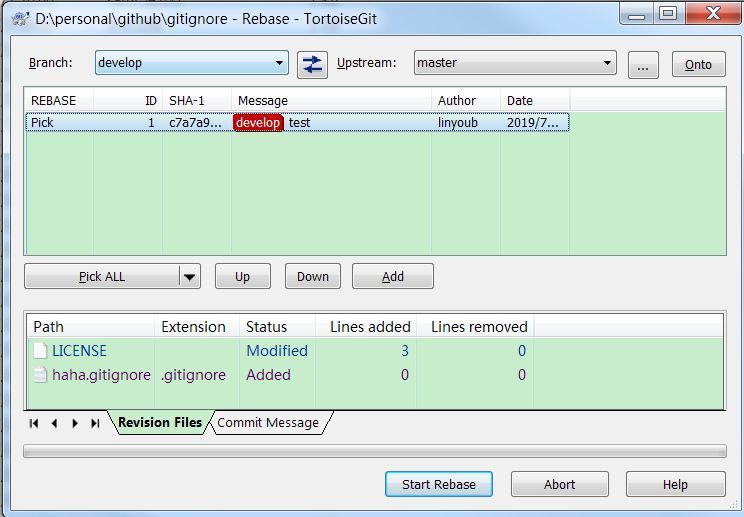 D:\personal\github\gitignore - Rebase - TortoiseGit
Branch: develop Upstream: master ... Onto
REBASE ID SHA-1 Message Author Date
Pick 1 c7a7a9... develop test linyoub 2019/7...
Pick ALL Up Down Add
Path Extension Status Lines added Lines removed
LICENSE Modified 3 0
haha.gitignore .gitignore Added 0 0
Revision Files Commit Message
Start Rebase Abort Help